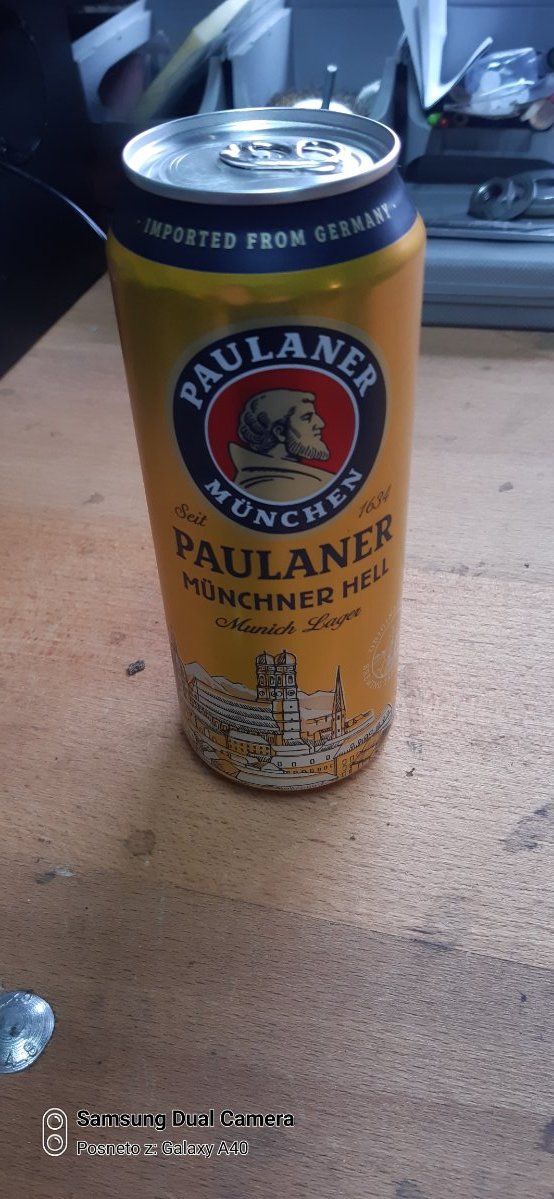 · IMPORTED FROM GERMANY ·
PAULANER
MÜNCHEN
Seit 1634
PAULANER
MÜNCHNER HELL
Munich Lager
Samsung Dual Camera
Posneto z: Galaxy A40